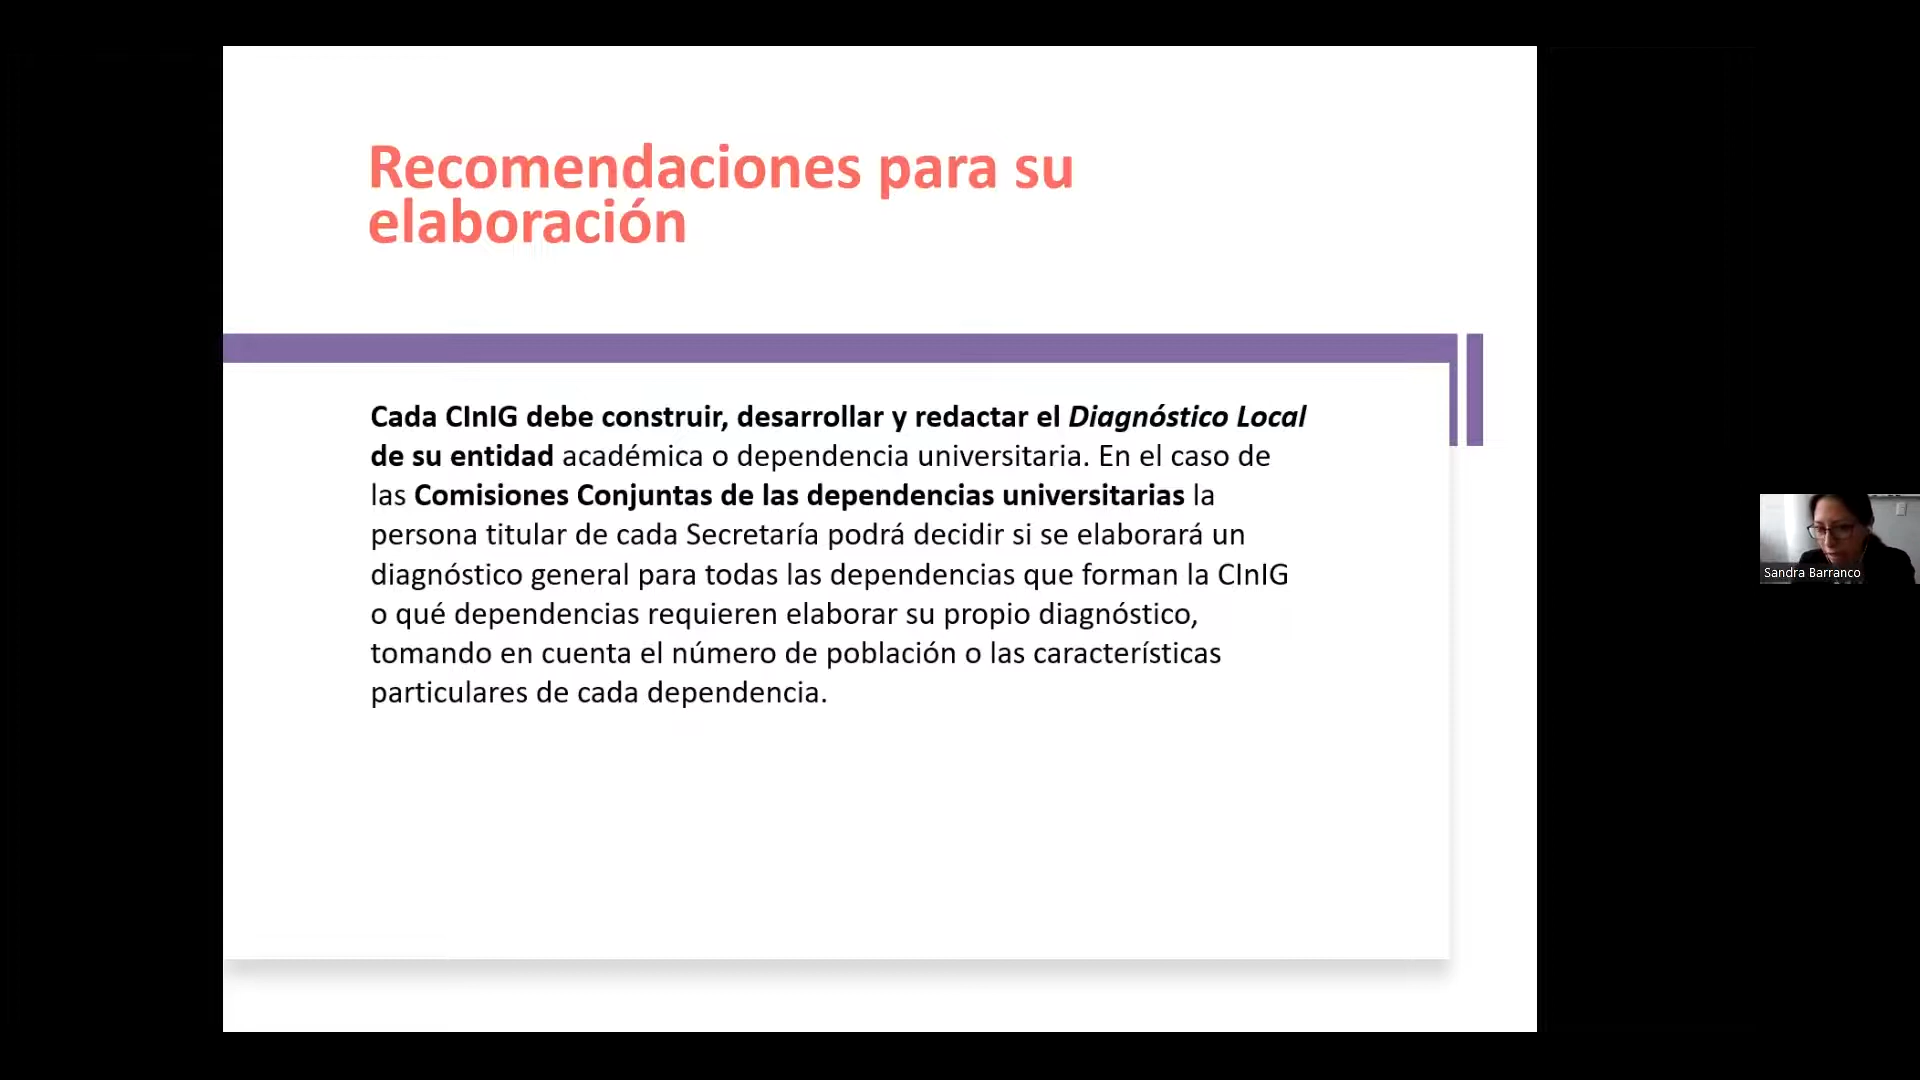 Recomendaciones para su
elaboración
Cada CInIG debe construir, desarrollar y redactar el Diagnóstico Local
de su entidad académica o dependencia universitaria. En el caso de
las Comisiones Conjuntas de las dependencias universitarias la
persona titular de cada Secretaría podrá decidir si se elaborará un
diagnóstico general para todas las dependencias que forman la CInIG
o qué dependencias requieren elaborar su propio diagnóstico,
tomando en cuenta el número de población o las características
particulares de cada dependencia.
Sandra Barranco